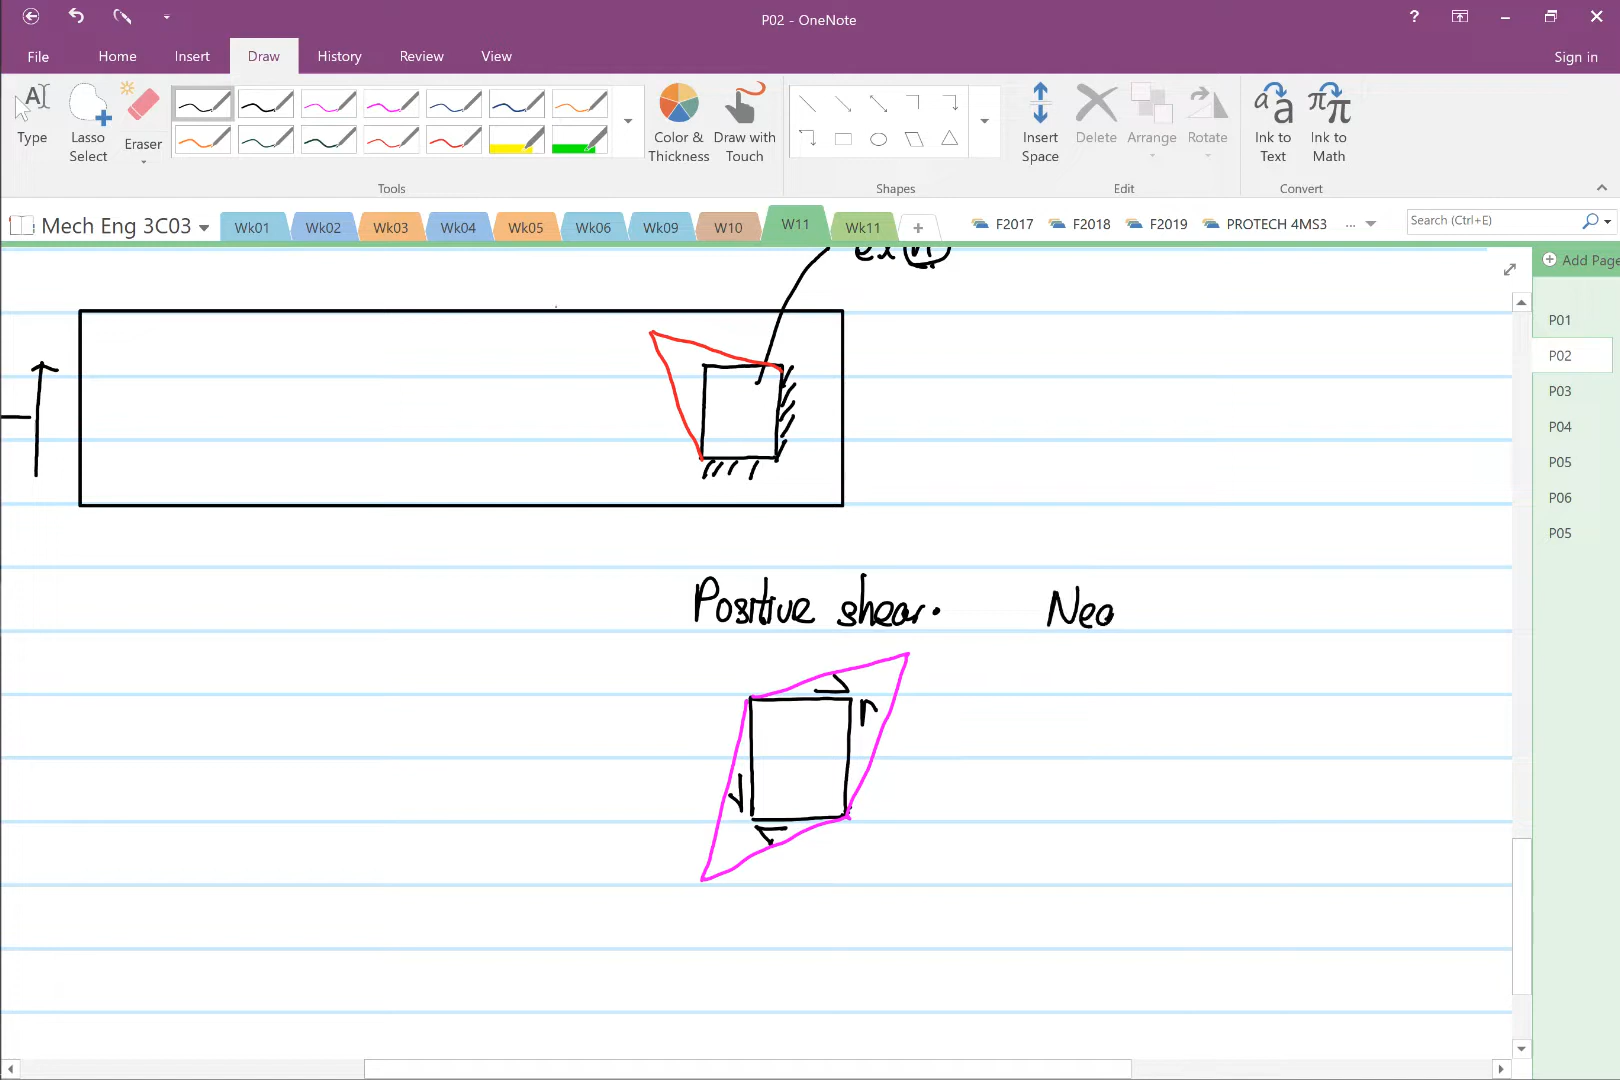 P02 - OneNote
?
File Home Insert Draw History Review View Sign in
Type Lasso Select Eraser Color & Thickness Draw with Touch Insert Space Delete Arrange Rotate Ink to Text Ink to Math
Tools Shapes Edit Convert
Mech Eng 3C03 Wk01 Wk02 Wk03 Wk04 Wk05 Wk06 Wk09 W10 W11 Wk11 + F2017 F2018 F2019 PROTECH 4MS3 ... Search (Ctrl+E)
Add Page
P01
P02
P03
P04
P05
P06
P05
Positive shear. Neo